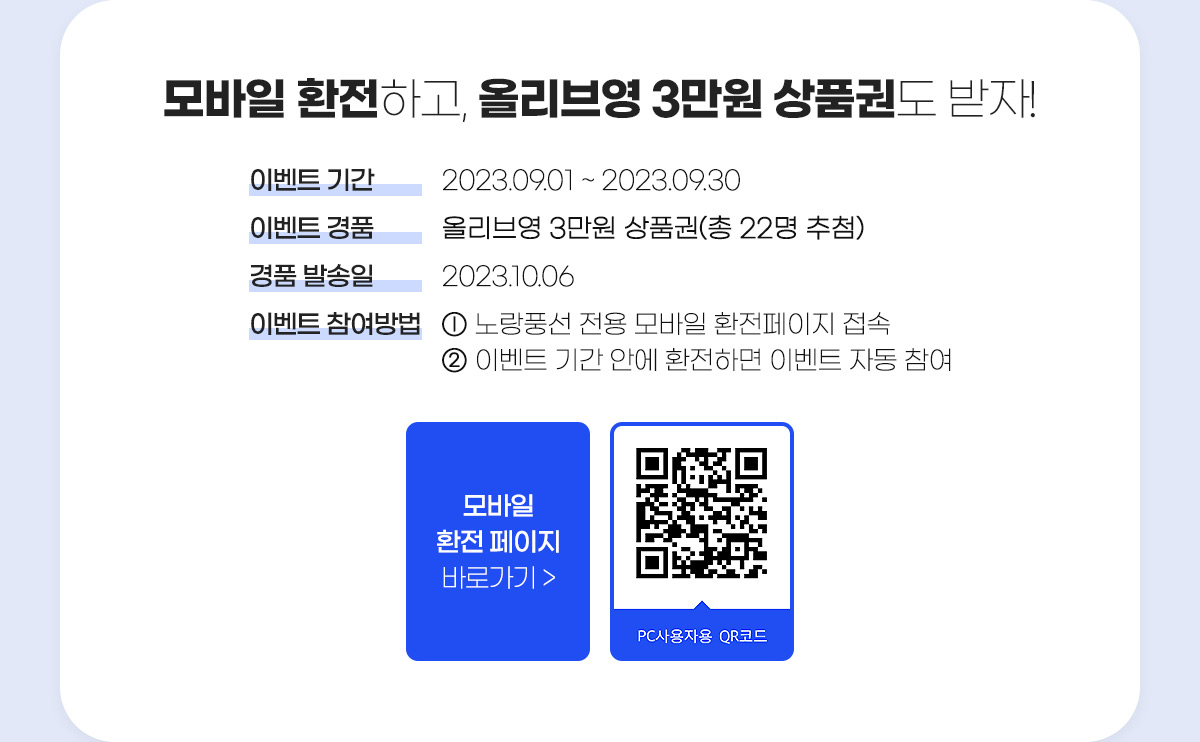 모바일 환전하고, 올리브영 3만원 상품권도 받자!
이벤트 기간 2023.09.01 ~ 2023.09.30
이벤트 경품 올리브영 3만원 상품권(총 22명 추첨)
경품 발송일 2023.10.06
이벤트 참여방법 ① 노랑풍선 전용 모바일 환전페이지 접속
② 이벤트 기간 안에 환전하면 이벤트 자동 참여
모바일
환전 페이지
바로가기 >
PC사용자용 QR코드